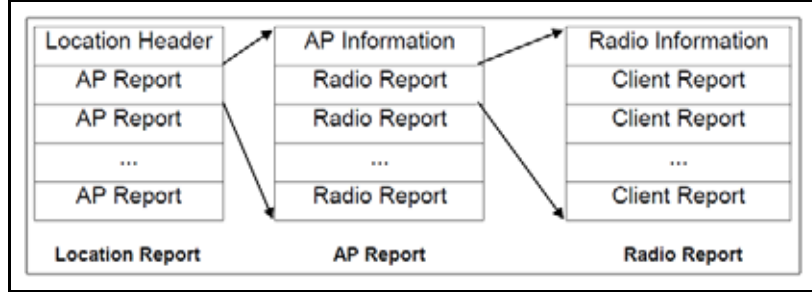 Location Header
AP Report
AP Report
...
AP Report
Location Report
AP Information
Radio Report
Radio Report
...
Radio Report
AP Report
Radio Information
Client Report
Client Report
...
Client Report
Radio Report